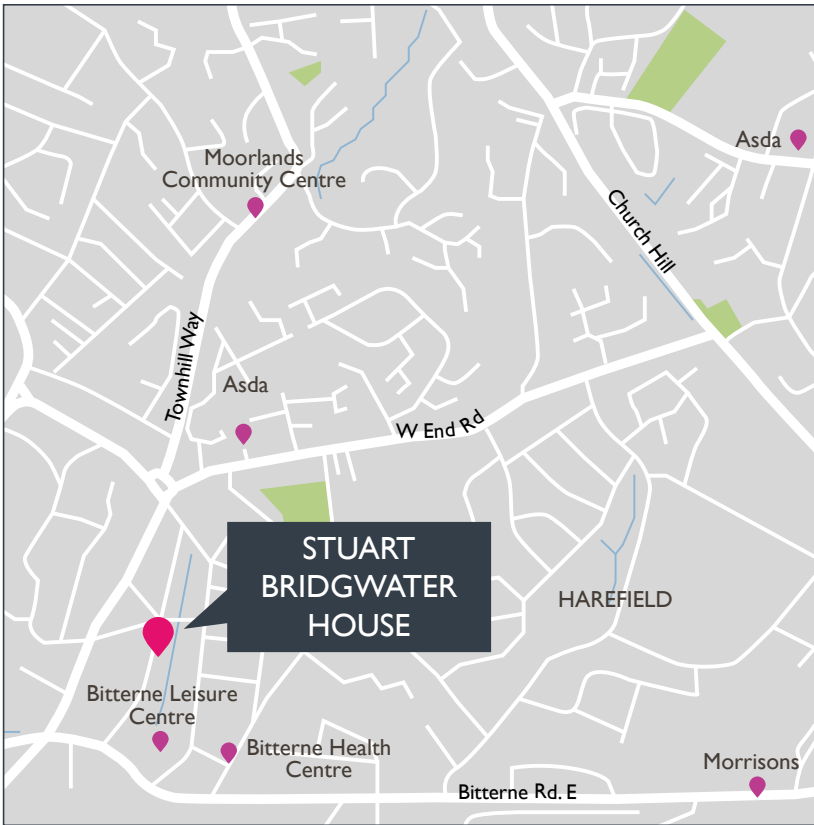 Asda
Moorlands
Community Centre
Church Hill
Townhill Way
Asda
W End Rd
STUART
BRIDGWATER
HOUSE
HAREFIELD
Bitterne Leisure
Centre
Bitterne Health
Centre
Morrisons
Bitterne Rd. E